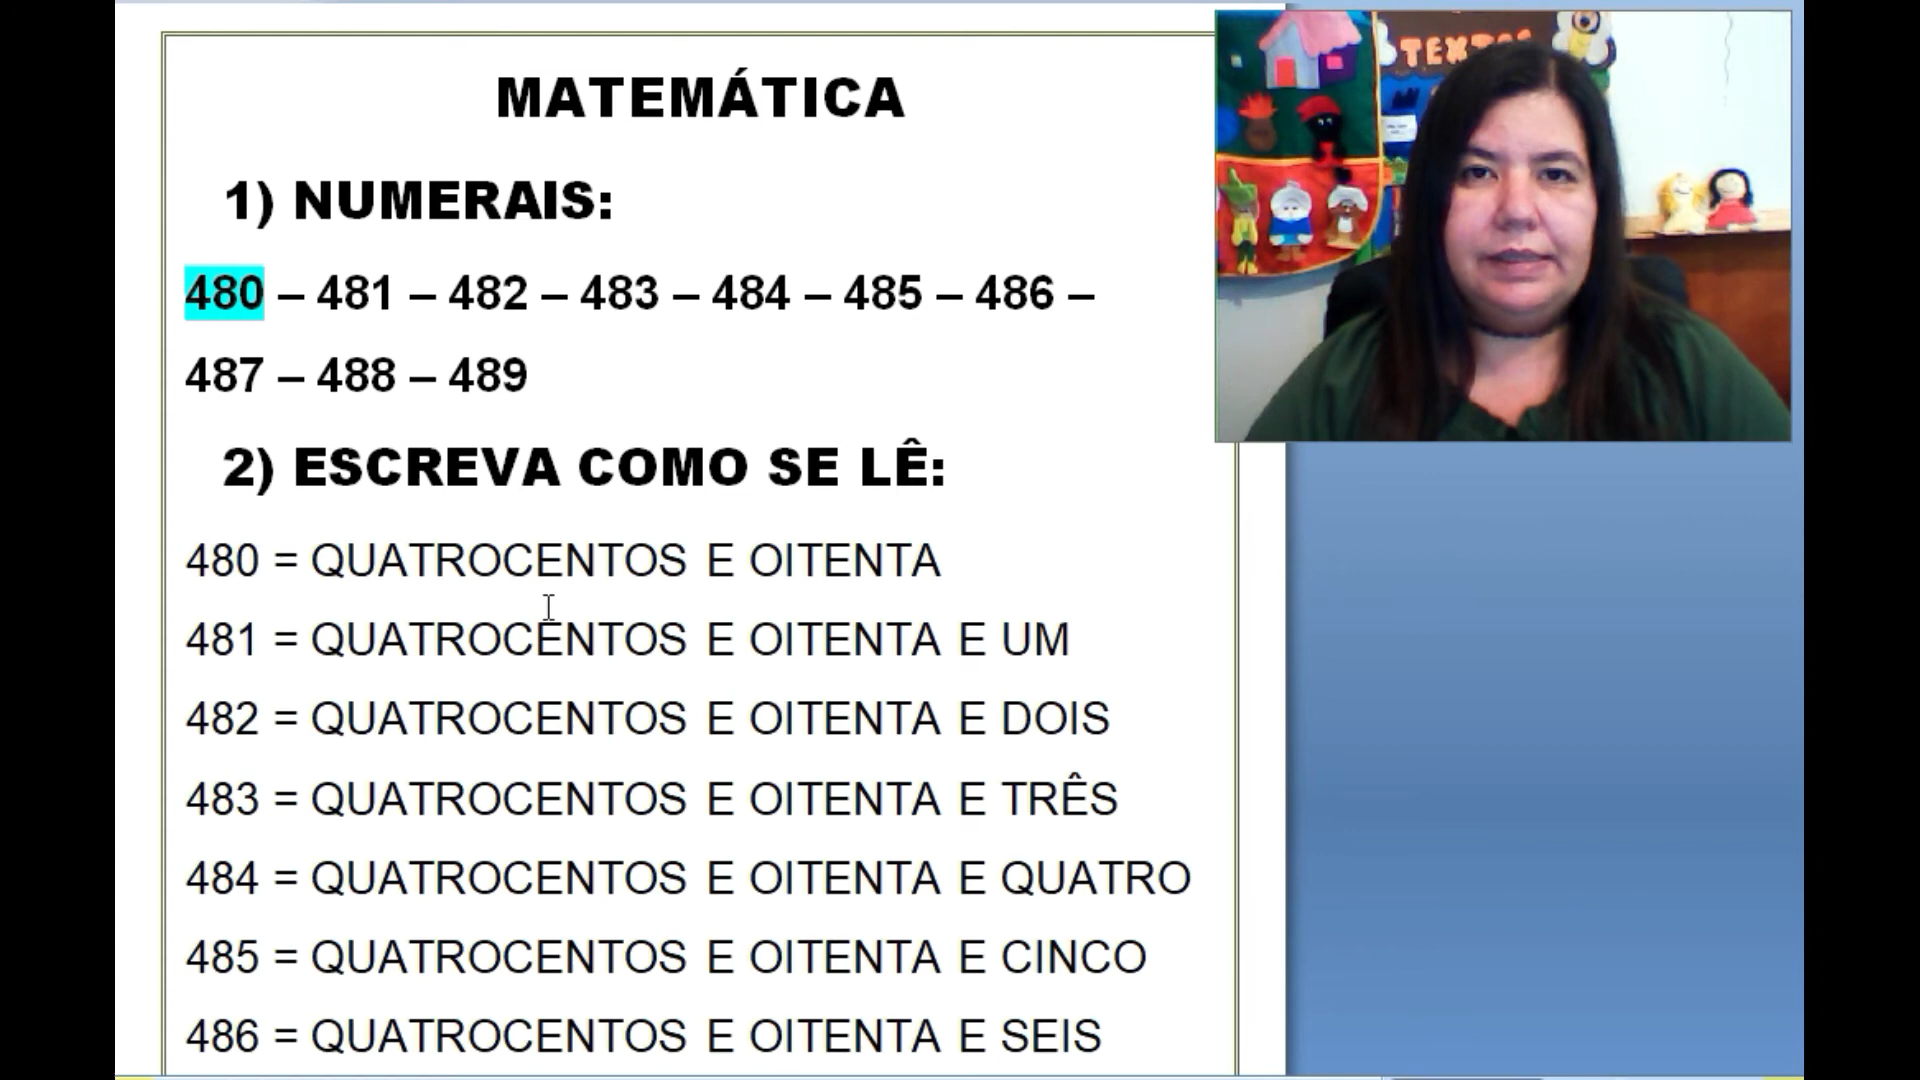 MATEMÁTICA
1) NUMERAIS:
480 – 481 – 482 – 483 – 484 – 485 – 486 –
487 – 488 – 489
2) ESCREVA COMO SE LÊ:
480 = QUATROCENTOS E OITENTA
481 = QUATROCENTOS E OITENTA E UM
482 = QUATROCENTOS E OITENTA E DOIS
483 = QUATROCENTOS E OITENTA E TRÊS
484 = QUATROCENTOS E OITENTA E QUATRO
485 = QUATROCENTOS E OITENTA E CINCO
486 = QUATROCENTOS E OITENTA E SEIS
TEXTOS